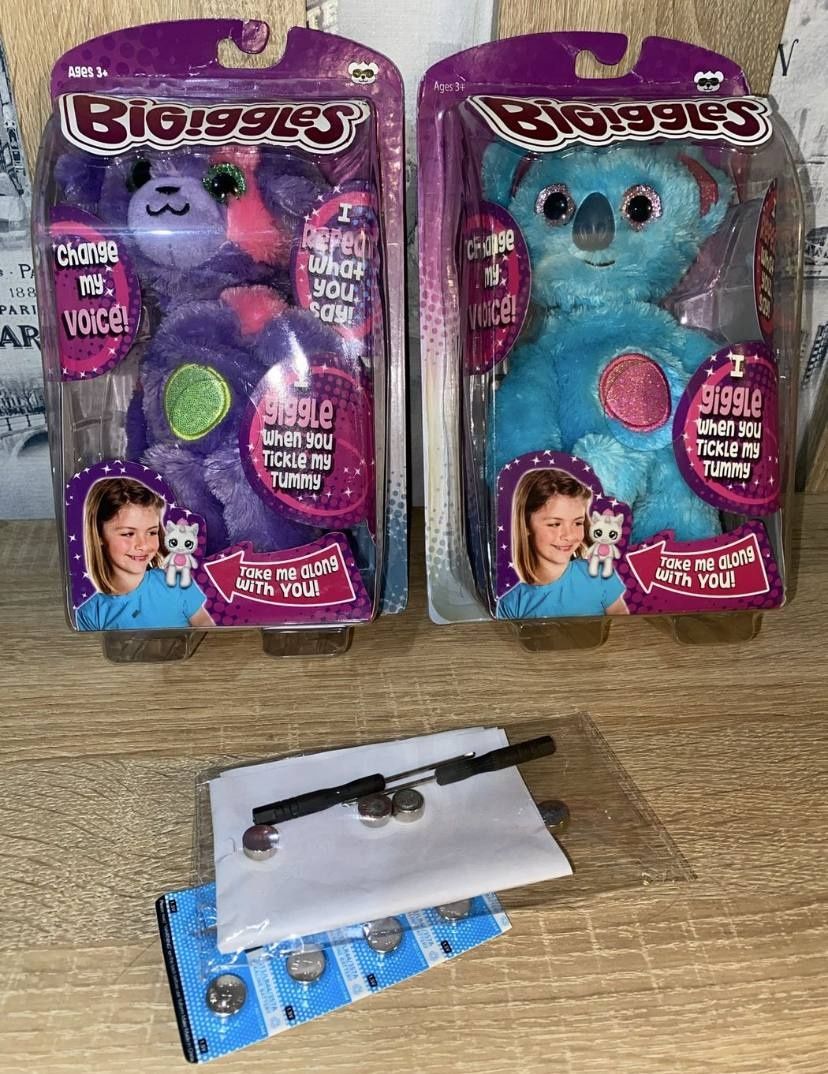 Ages 3+
BiGiggles
Change
my
VOICE!
I
REPEAT
what
you
say!
I
giggle
when you
Tickle my
Tummy
Take me along
with YOU!
Ages 3+
BiGiggles
Change
my
VOICE!
I
giggle
when you
Tickle my
Tummy
Take me along
with YOU!